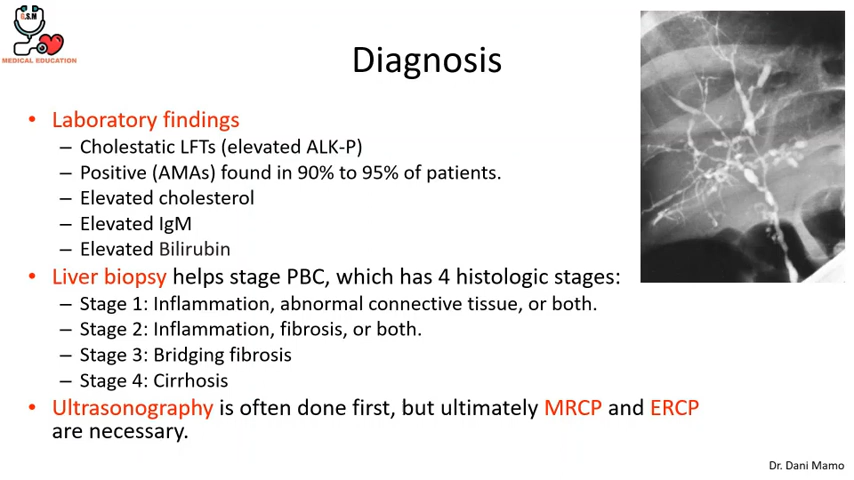 B.S.M
MEDICAL EDUCATION
Diagnosis
• Laboratory findings
– Cholestatic LFTs (elevated ALK-P)
– Positive (AMAs) found in 90% to 95% of patients.
– Elevated cholesterol
– Elevated IgM
– Elevated Bilirubin
• Liver biopsy helps stage PBC, which has 4 histologic stages:
– Stage 1: Inflammation, abnormal connective tissue, or both.
– Stage 2: Inflammation, fibrosis, or both.
– Stage 3: Bridging fibrosis
– Stage 4: Cirrhosis
• Ultrasonography is often done first, but ultimately MRCP and ERCP
are necessary.
Dr. Dani Mamo